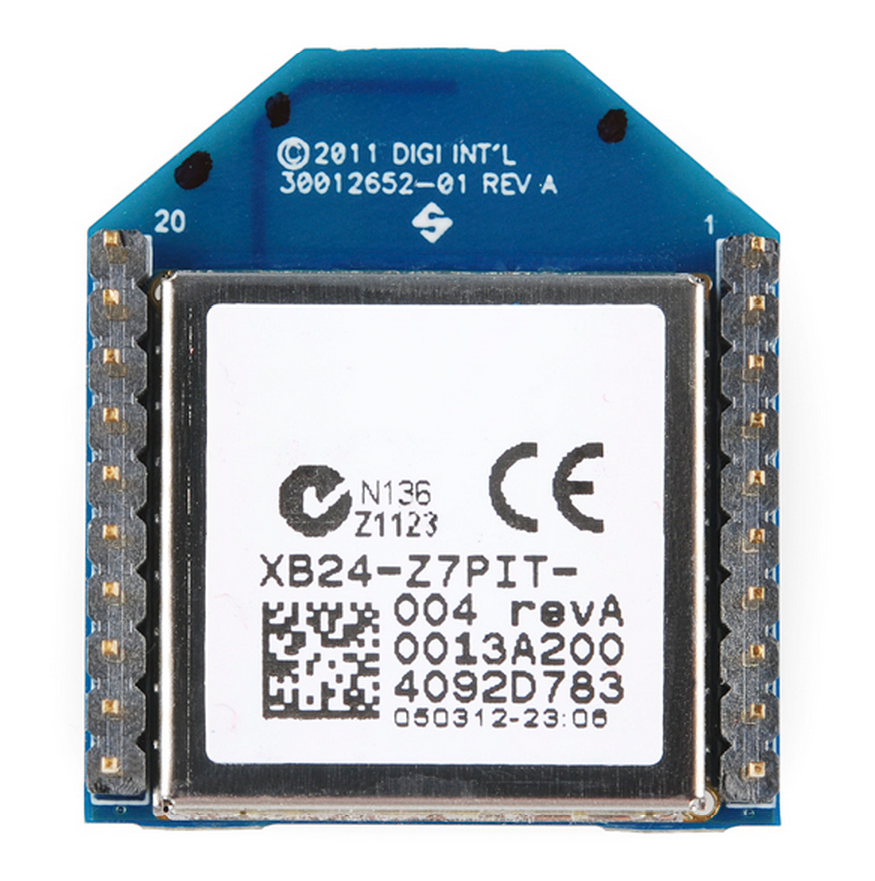 © 2011 DIGI INT'L
30012652-01 REV A
20
1
N136
Z1123
CE
XB24-Z7PIT-
004 revA
0013A200
4092D783
050312-23:06